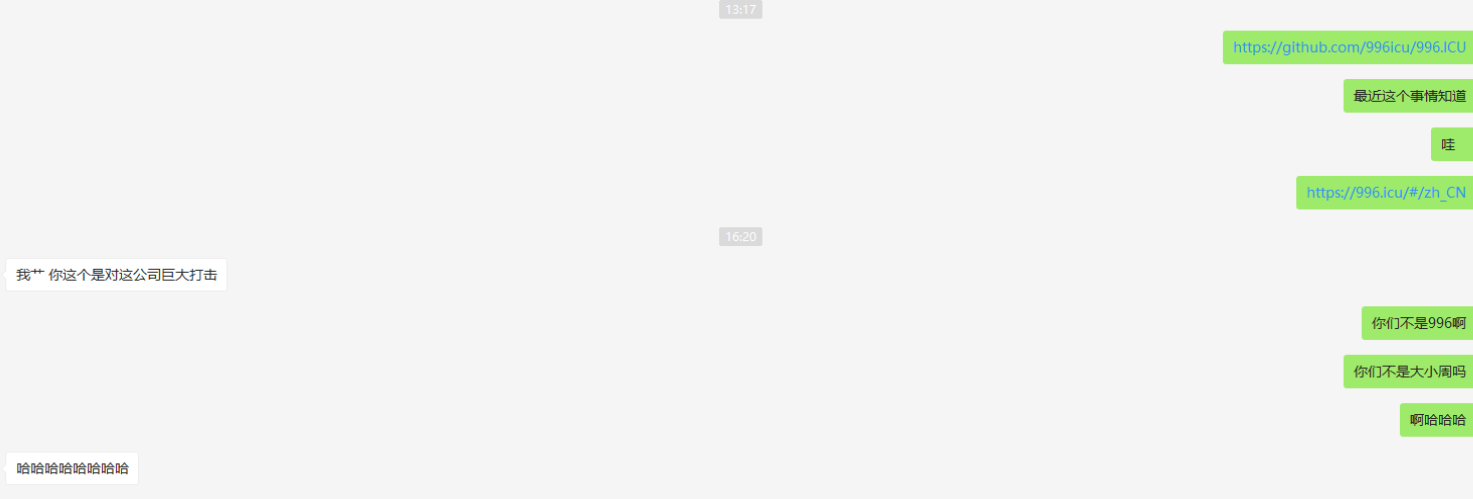 13:17
https://github.com/996icu/996.ICU
最近这个事情知道
哇
https://996.icu/#/zh_CN
16:20
我艹 你这个是对这公司巨大打击
你们不是996啊
你们不是大小周吗
啊哈哈哈
哈哈哈哈哈哈哈哈